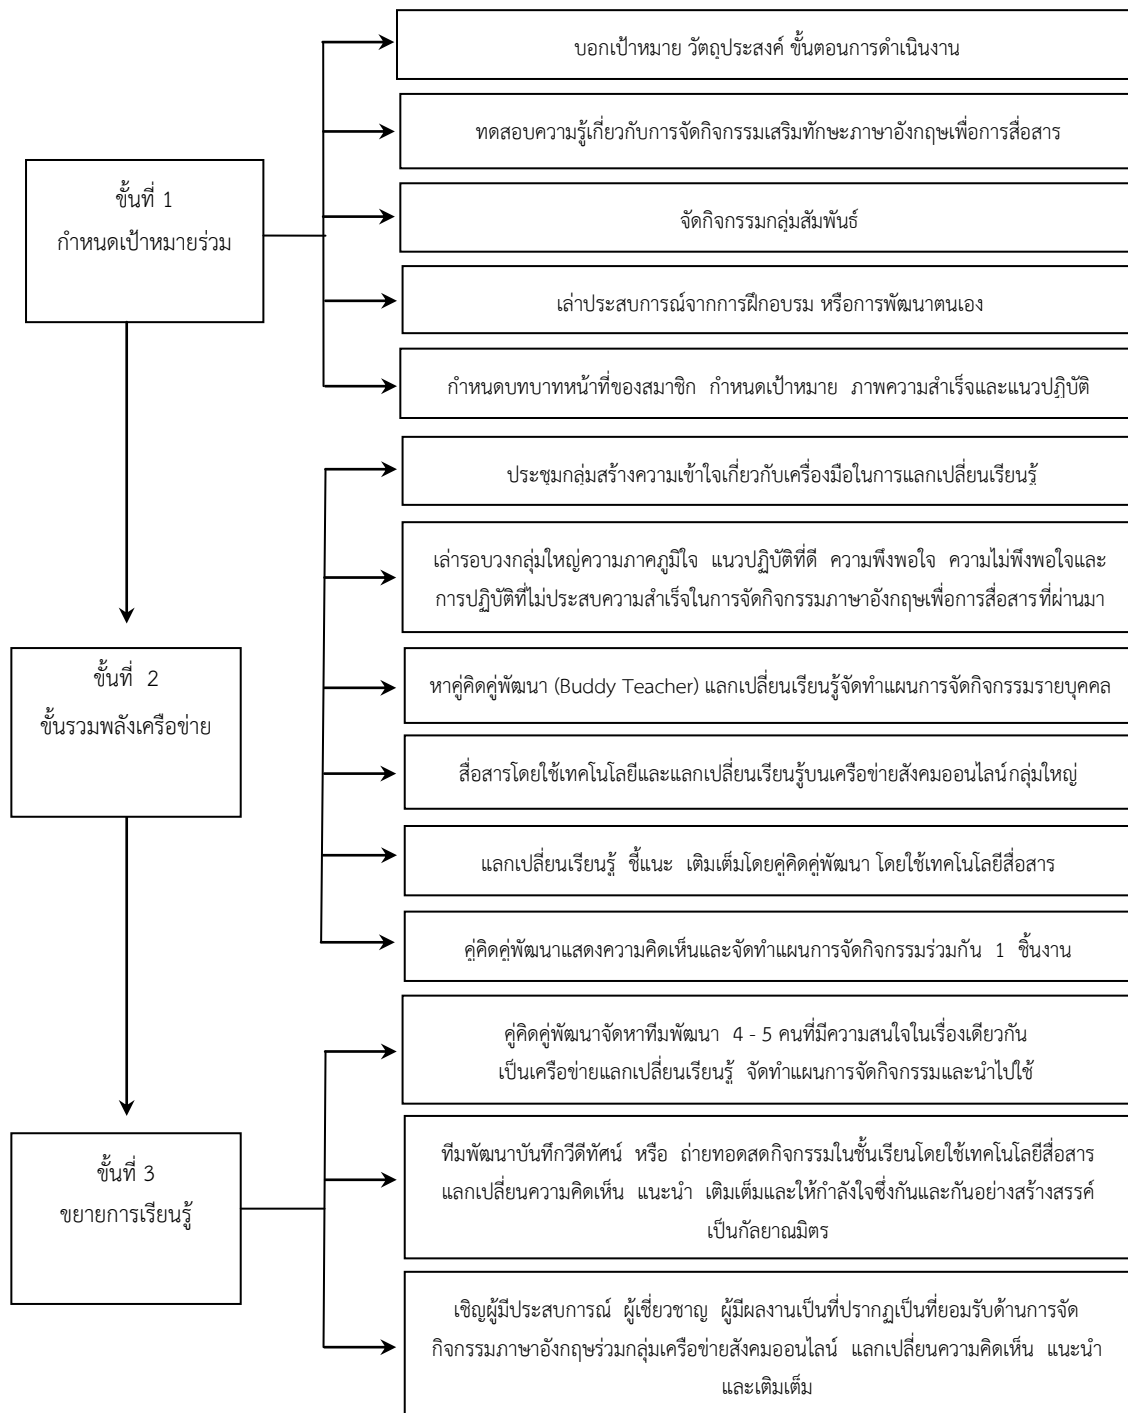 บอกเป้าหมาย วัตถุประสงค์ ขั้นตอนการดำเนินงาน
ทดสอบความรู้เกี่ยวกับการจัดกิจกรรมเสริมทักษะภาษาอังกฤษเพื่อการสื่อสาร
ขั้นที่ 1
กำหนดเป้าหมายร่วม
จัดกิจกรรมกลุ่มสัมพันธ์
เล่าประสบการณ์จากการฝึกอบรม หรือการพัฒนาตนเอง
กำหนดบทบาทหน้าที่ของสมาชิก กำหนดเป้าหมาย ภาพความสำเร็จและแนวปฏิบัติ
ประชุมกลุ่มสร้างความเข้าใจเกี่ยวกับเครื่องมือในการแลกเปลี่ยนเรียนรู้
เล่ารอบวงกลุ่มใหญ่ความภาคภูมิใจ แนวปฏิบัติที่ดี ความพึงพอใจ ความไม่พึงพอใจและ
การปฏิบัติที่ไม่ประสบความสำเร็จในการจัดกิจกรรมภาษาอังกฤษเพื่อการสื่อสารที่ผ่านมา
ขั้นที่ 2
ขั้นรวมพลังเครือข่าย
หาคู่คิดคู่พัฒนา (Buddy Teacher) แลกเปลี่ยนเรียนรู้จัดทำแผนการจัดกิจกรรมรายบุคคล
สื่อสารโดยใช้เทคโนโลยีและแลกเปลี่ยนเรียนรู้บนเครือข่ายสังคมออนไลน์กลุ่มใหญ่
แลกเปลี่ยนเรียนรู้ ชี้แนะ เติมเต็มโดยคู่คิดคู่พัฒนา โดยใช้เทคโนโลยีสื่อสาร
คู่คิดคู่พัฒนาแสดงความคิดเห็นและจัดทำแผนการจัดกิจกรรมร่วมกัน 1 ชิ้นงาน
คู่คิดคู่พัฒนาจัดหาทีมพัฒนา 4 - 5 คนที่มีความสนใจในเรื่องเดียวกัน
เป็นเครือข่ายแลกเปลี่ยนเรียนรู้ จัดทำแผนการจัดกิจกรรมและนำไปใช้
ขั้นที่ 3
ขยายการเรียนรู้
ทีมพัฒนาบันทึกวีดีทัศน์ หรือ ถ่ายทอดสดกิจกรรมในชั้นเรียนโดยใช้เทคโนโลยีสื่อสาร
แลกเปลี่ยนความคิดเห็น แนะนำ เติมเต็มและให้กำลังใจซึ่งกันและกันอย่างสร้างสรรค์
เป็นกัลยาณมิตร
เชิญผู้มีประสบการณ์ ผู้เชี่ยวชาญ ผู้มีผลงานเป็นที่ปรากฏเป็นที่ยอมรับด้านการจัด
กิจกรรมภาษาอังกฤษร่วมกลุ่มเครือข่ายสังคมออนไลน์ แลกเปลี่ยนความคิดเห็น แนะนำ
และเติมเต็ม